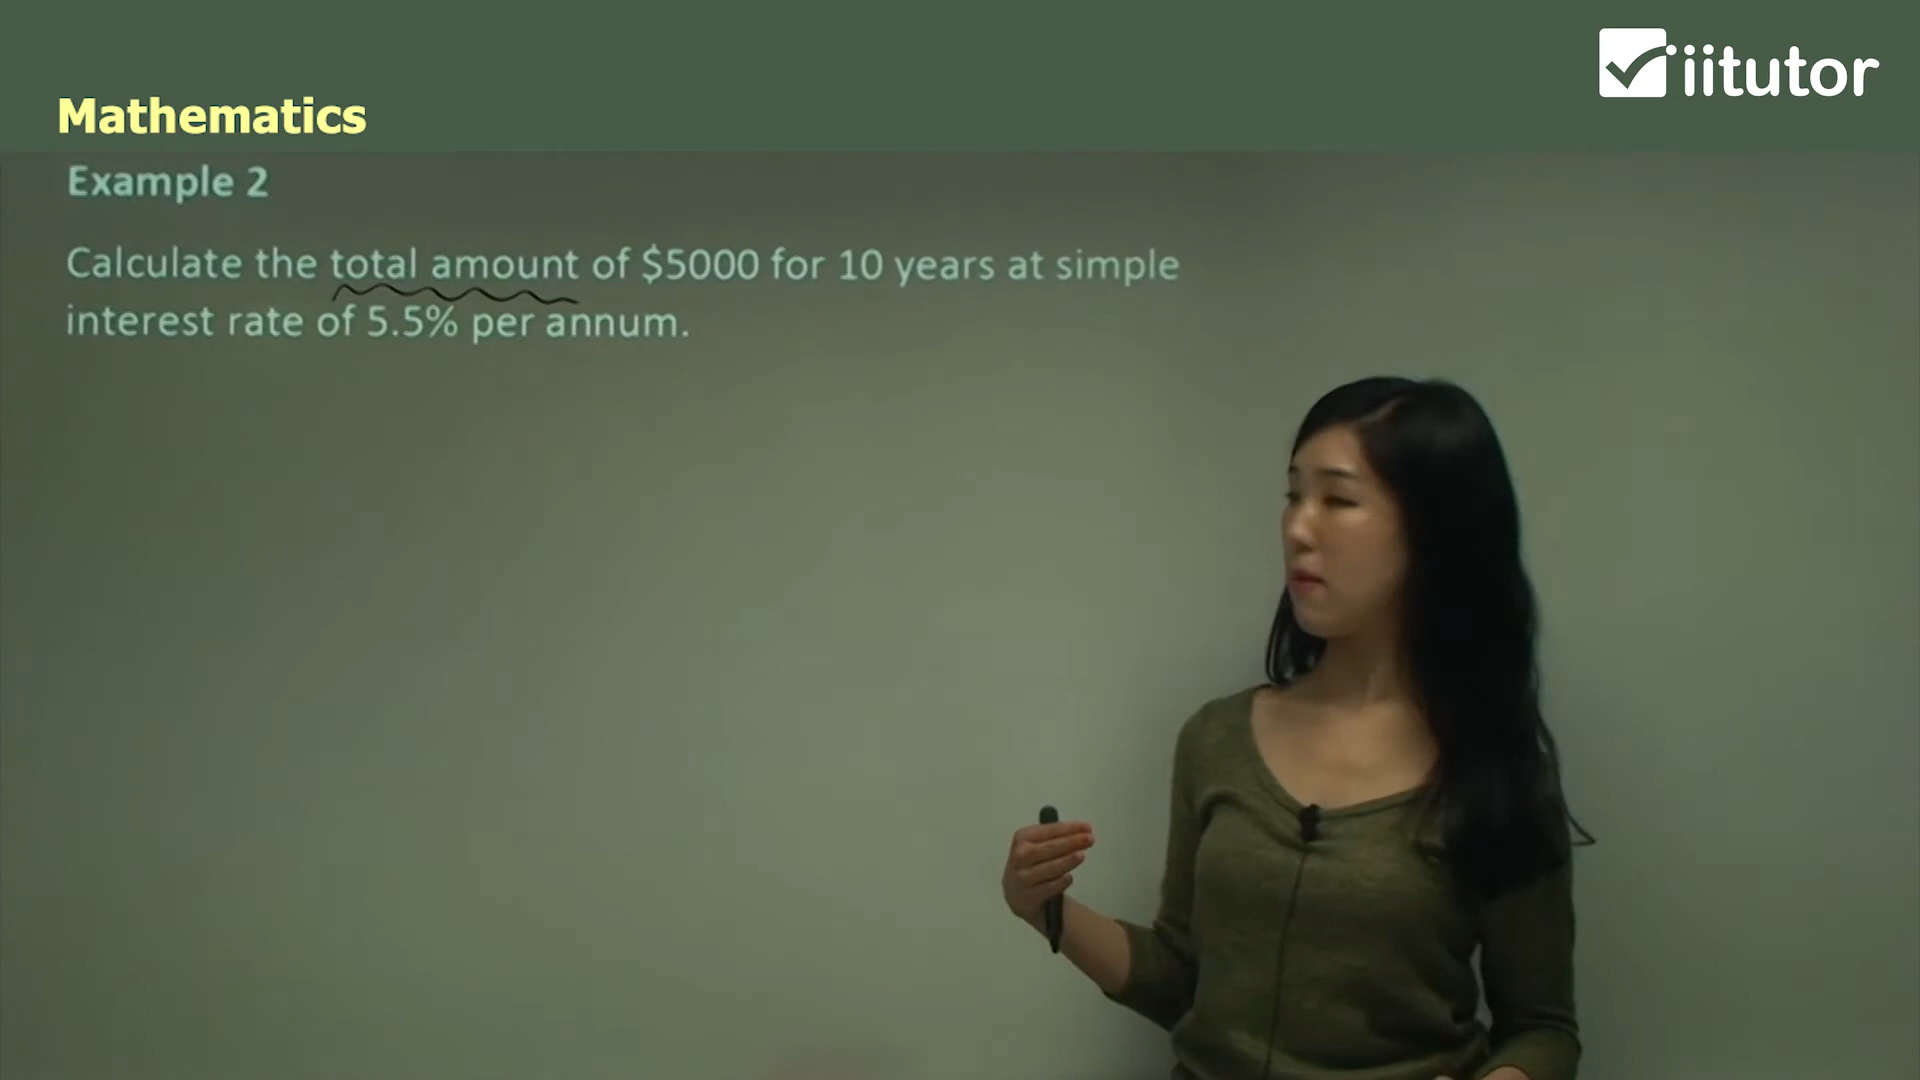 iitutor
Mathematics
Example 2
Calculate the total amount of $5000 for 10 years at simple
interest rate of 5.5% per annum.